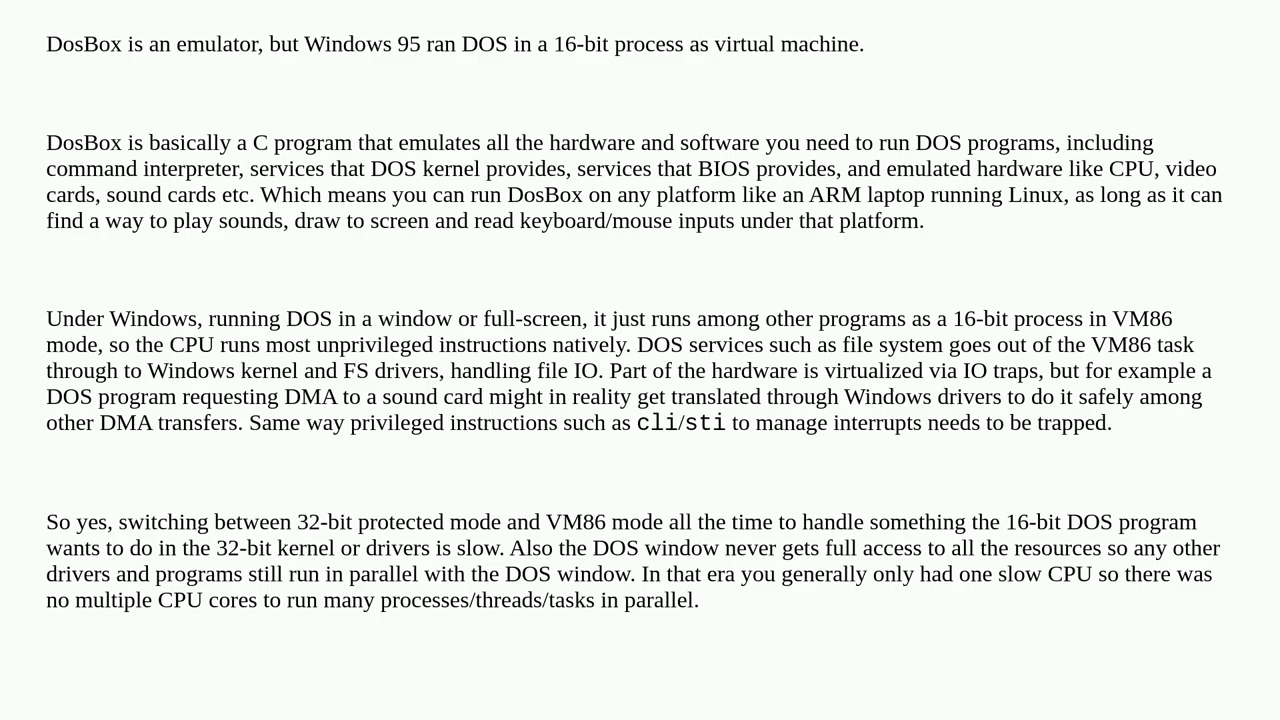 DosBox is an emulator, but Windows 95 ran DOS in a 16-bit process as virtual machine.
DosBox is basically a C program that emulates all the hardware and software you need to run DOS programs, including
command interpreter, services that DOS kernel provides, services that BIOS provides, and emulated hardware like CPU, video
cards, sound cards etc. Which means you can run DosBox on any platform like an ARM laptop running Linux, as long as it can
find a way to play sounds, draw to screen and read keyboard/mouse inputs under that platform.
Under Windows, running DOS in a window or full-screen, it just runs among other programs as a 16-bit process in VM86
mode, so the CPU runs most unprivileged instructions natively. DOS services such as file system goes out of the VM86 task
through to Windows kernel and FS drivers, handling file IO. Part of the hardware is virtualized via IO traps, but for example a
DOS program requesting DMA to a sound card might in reality get translated through Windows drivers to do it safely among
other DMA transfers. Same way privileged instructions such as cli/sti to manage interrupts needs to be trapped.
So yes, switching between 32-bit protected mode and VM86 mode all the time to handle something the 16-bit DOS program
wants to do in the 32-bit kernel or drivers is slow. Also the DOS window never gets full access to all the resources so any other
drivers and programs still run in parallel with the DOS window. In that era you generally only had one slow CPU so there was
no multiple CPU cores to run many processes/threads/tasks in parallel.